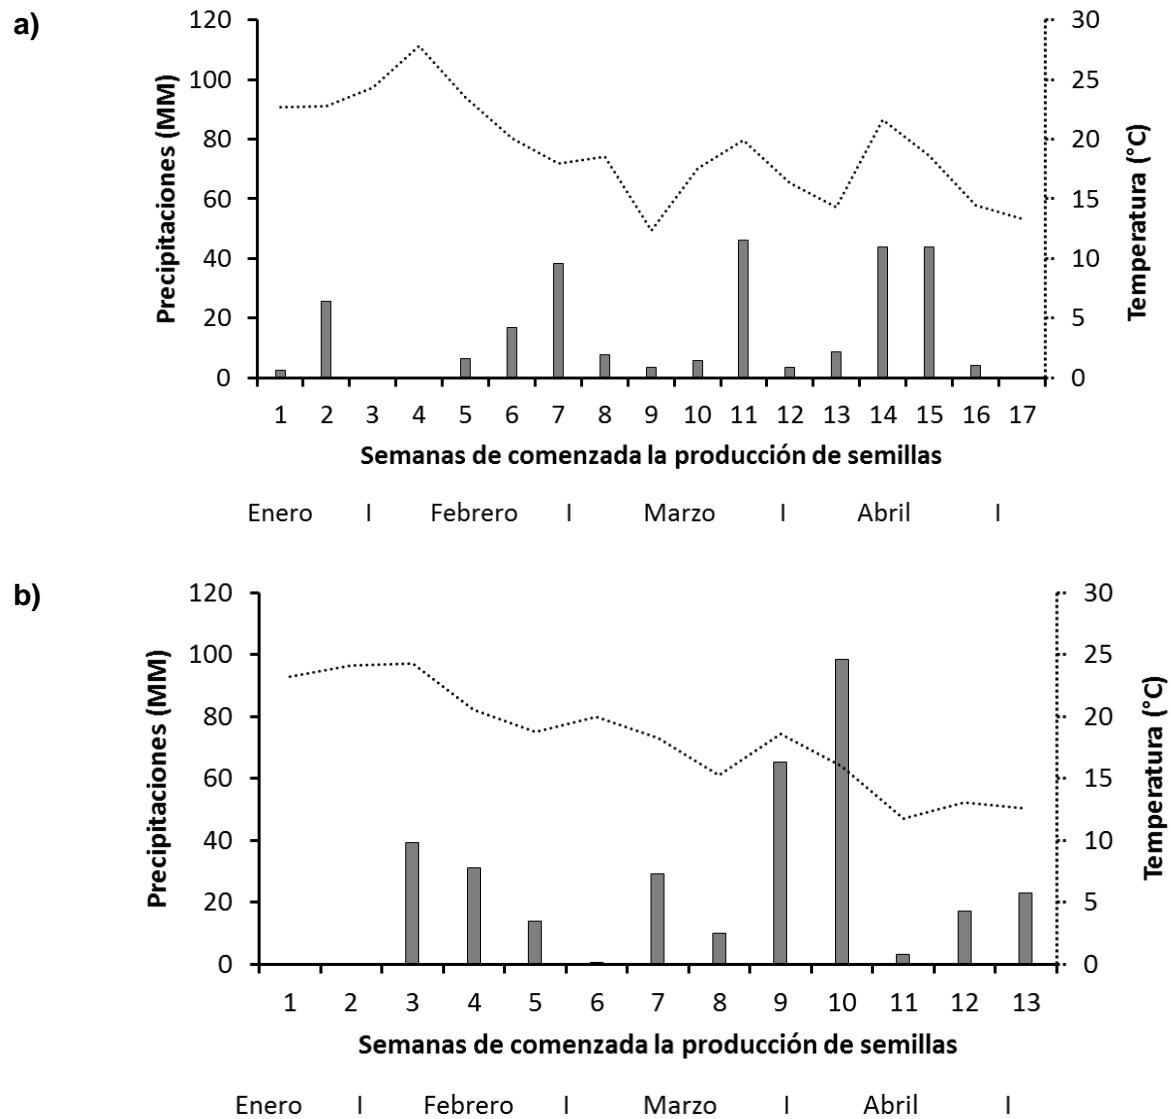 a)
Precipitaciones (MM)
120
100
80
60
40
20
0
30
25
20
15
10
5
0
Temperatura (°C)
1 2 3 4 5 6 7 8 9 10 11 12 13 14 15 16 17
Semanas de comenzada la producción de semillas
Enero I Febrero I Marzo I Abril I
b)
Precipitaciones (MM)
120
100
80
60
40
20
0
30
25
20
15
10
5
0
Temperatura (°C)
1 2 3 4 5 6 7 8 9 10 11 12 13
Semanas de comenzada la producción de semillas
Enero I Febrero I Marzo I Abril I